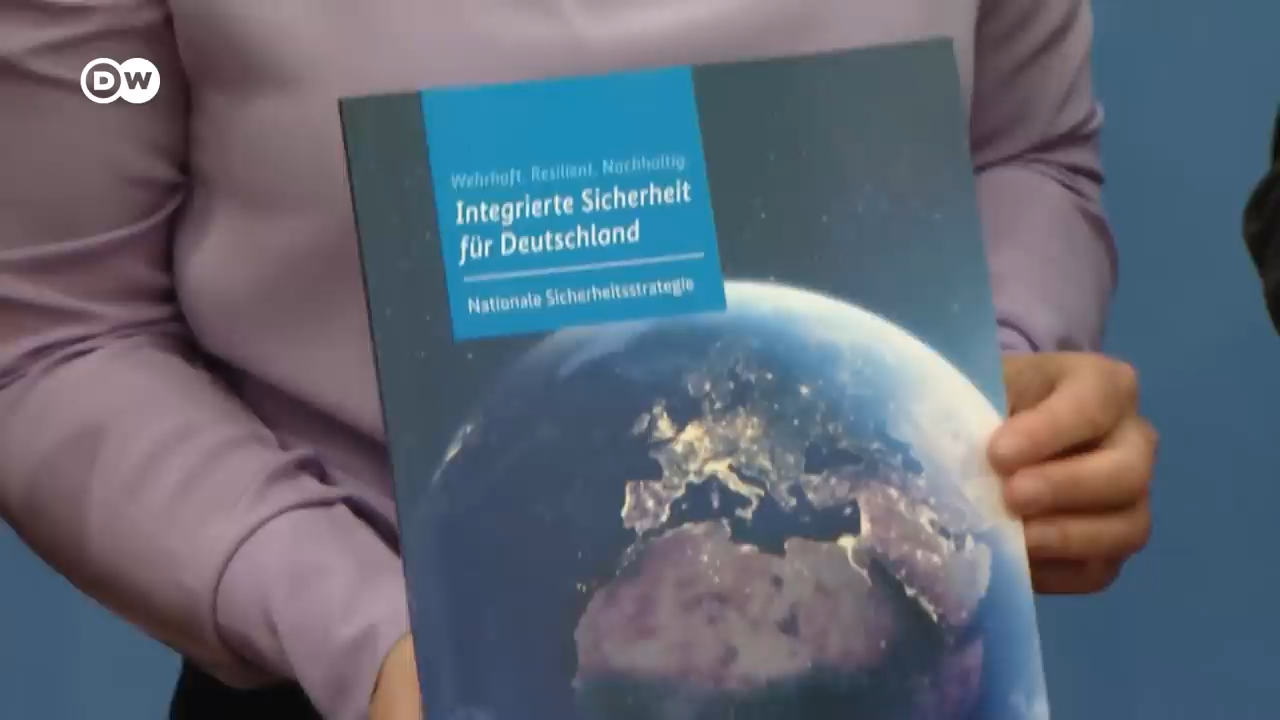 DW
Wehrhaft. Resilient. Nachhaltig.
Integrierte Sicherheit
für Deutschland
Nationale Sicherheitsstrategie